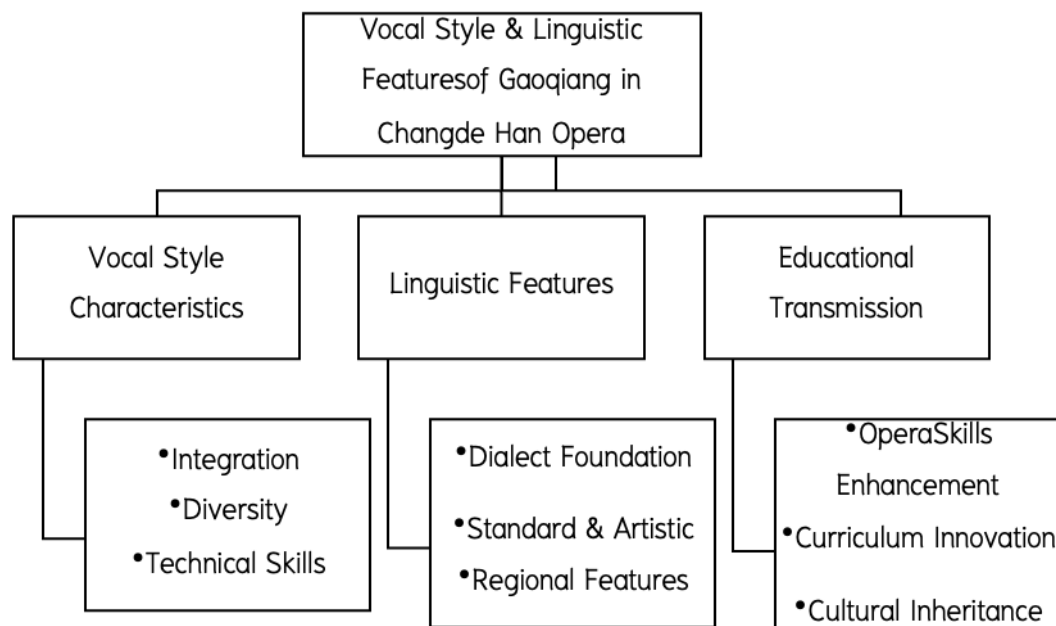 Vocal Style & Linguistic
Featuresof Gaoqiang in
Changde Han Opera
Vocal Style
Characteristics
Linguistic Features
Educational
Transmission
•Integration
•Diversity
•Technical Skills
•Dialect Foundation
•Standard & Artistic
•Regional Features
•OperaSkills
Enhancement
•Curriculum Innovation
•Cultural Inheritance